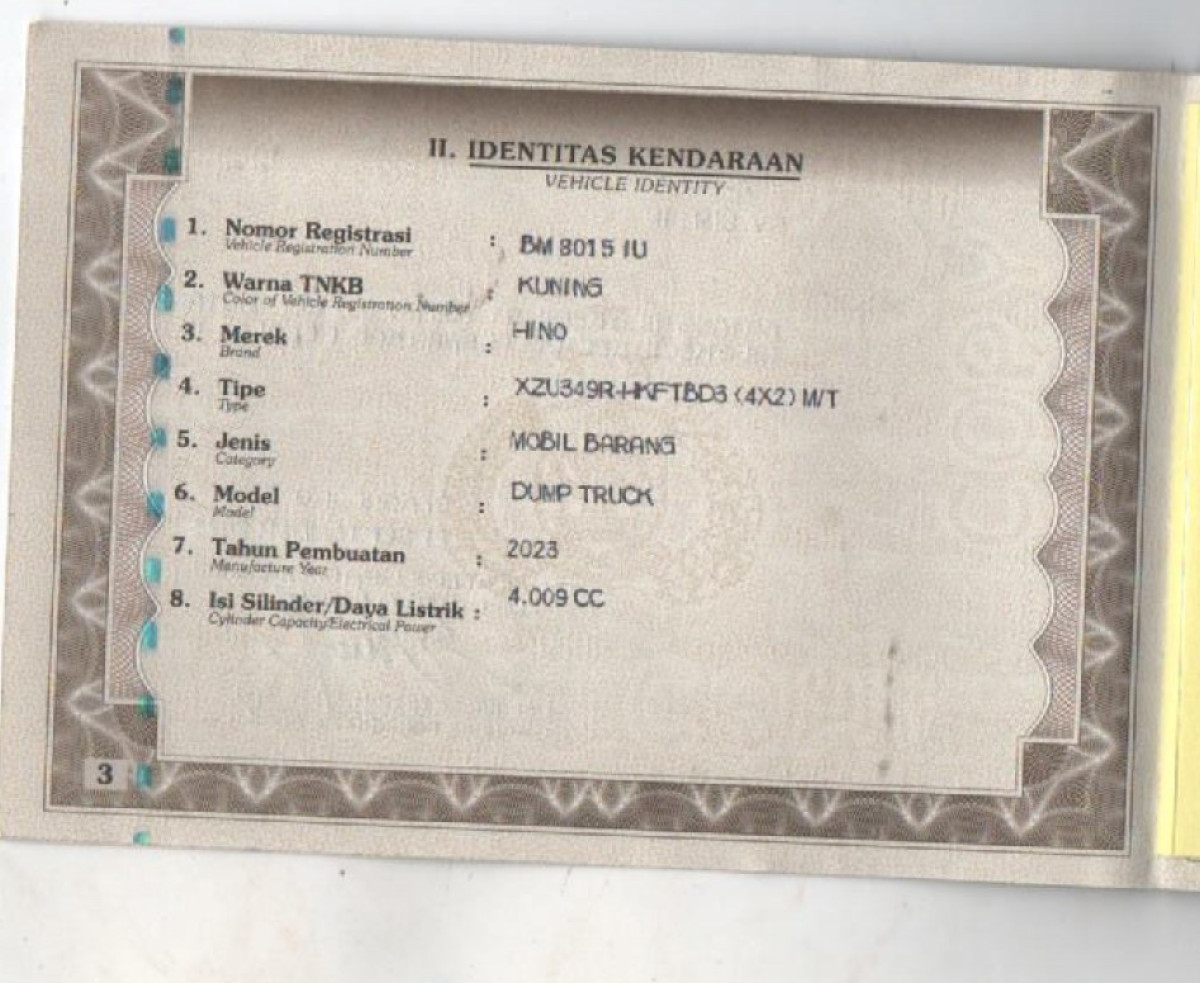 II. IDENTITAS KENDARAAN
VEHICLE IDENTITY
1. Nomor Registrasi : BM 8015 IU
Vehicle Registration Number
2. Warna TNKB : KUNING
Color of Vehicle Registration Number
3. Merek : HINO
Brand
4. Tipe : XZU349R-HKFTBD3 (4X2) M/T
Type
5. Jenis : MOBIL BARANG
Category
6. Model : DUMP TRUCK
Model
7. Tahun Pembuatan : 2023
Manufacture Year
8. Isi Silinder/Daya Listrik : 4.009 CC
Cylinder Capacity/Electrical Power
3